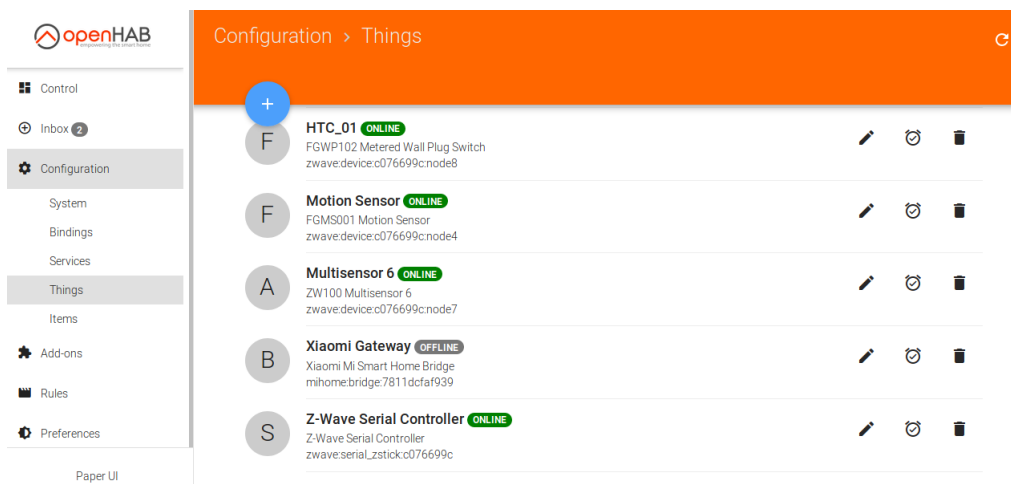 openHAB
empowering the smart home
Configuration > Things
Control
Inbox 2
Configuration
System
Bindings
Services
Things
Items
Add-ons
Rules
Preferences
Paper UI
+
F
HTC_01 ONLINE
FGWP102 Metered Wall Plug Switch
zwave:device:c076699c:node8
F
Motion Sensor ONLINE
FGMS001 Motion Sensor
zwave:device:c076699c:node4
A
Multisensor 6 ONLINE
ZW100 Multisensor 6
zwave:device:c076699c:node7
B
Xiaomi Gateway OFFLINE
Xiaomi Mi Smart Home Bridge
mihome:bridge:7811dcfaf939
S
Z-Wave Serial Controller ONLINE
Z-Wave Serial Controller
zwave:serial_zstick:c076699c